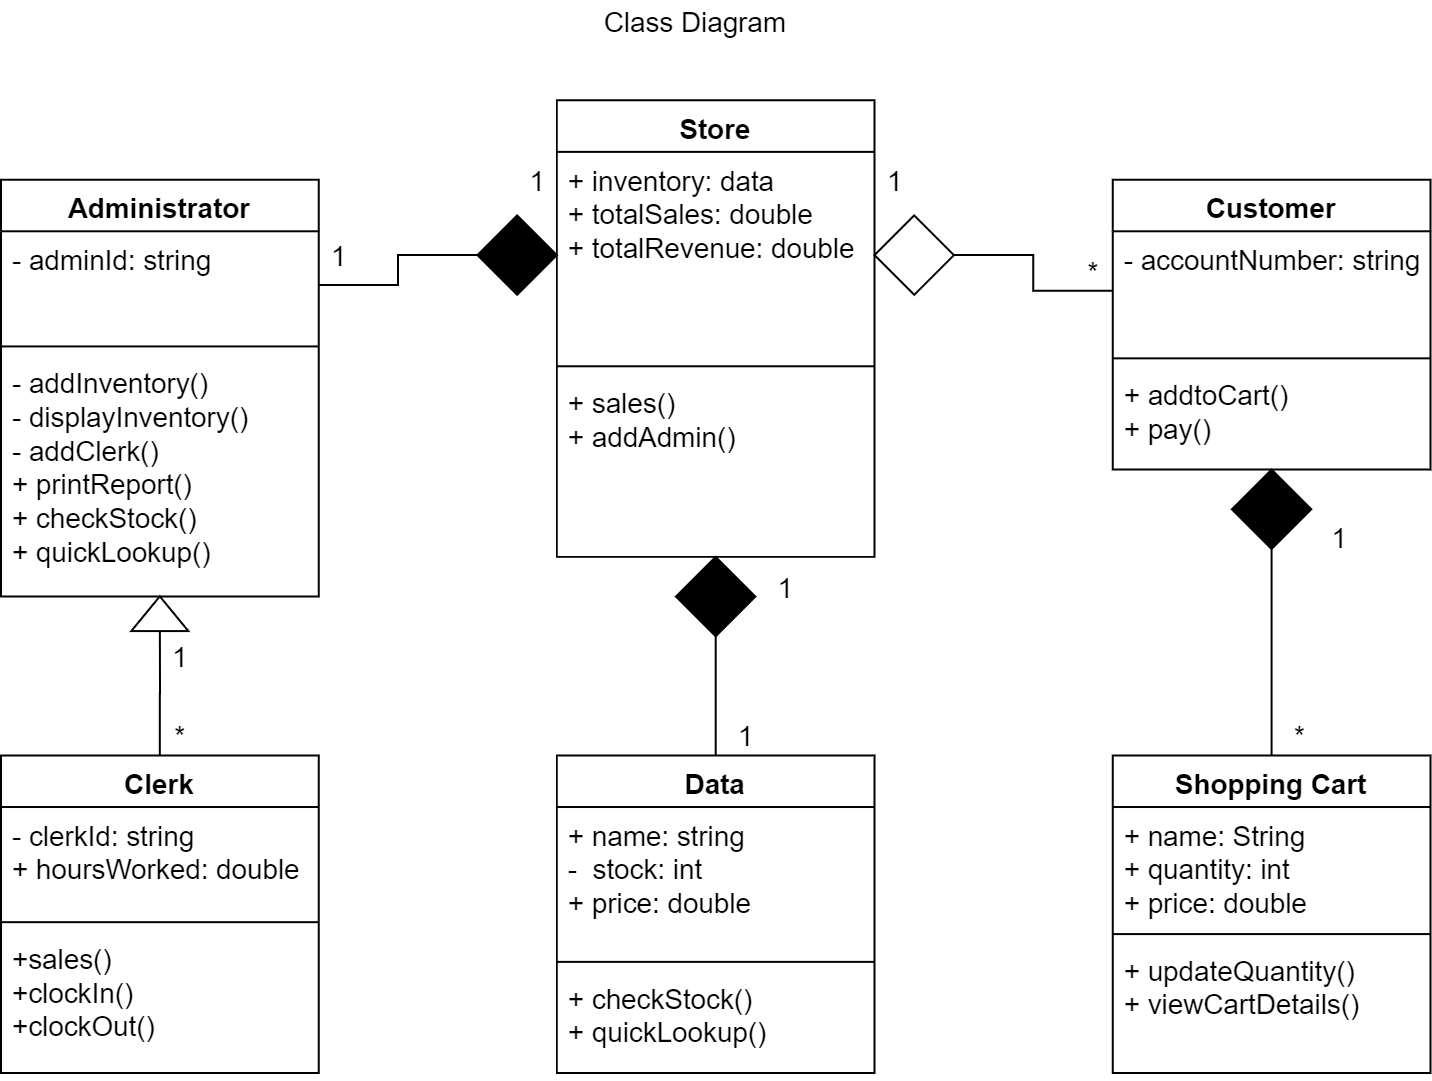 Class Diagram
Store
+ inventory: data
+ totalSales: double
+ totalRevenue: double
+ sales()
+ addAdmin()
1
1
1
Administrator
- adminId: string
- addInventory()
- displayInventory()
- addClerk()
+ printReport()
+ checkStock()
+ quickLookup()
*
Customer
- accountNumber: string
+ addtoCart()
+ pay()
1
*
1
1
1
*
Clerk
- clerkId: string
+ hoursWorked: double
+sales()
+clockIn()
+clockOut()
Data
+ name: string
- stock: int
+ price: double
+ checkStock()
+ quickLookup()
Shopping Cart
+ name: String
+ quantity: int
+ price: double
+ updateQuantity()
+ viewCartDetails()